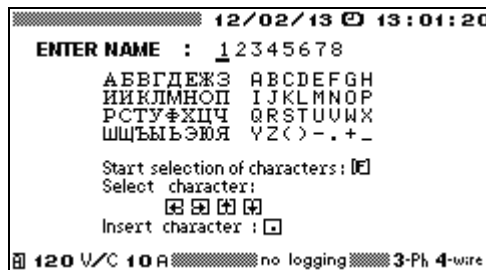 12/02/13 13:01:20
ENTER NAME : 12345678
АБВГДЕЖЗ ABCDEFGH
ИЙКЛМНОП IJKLMNOP
РСТУФХЦЧ QRSTUVWX
ШЩЪЫЬЭЮЯ YZ()-.+_
Start selection of characters: F
Select character:
← → ↑ ↓
Insert character : .
120 V/C 10A no logging 3-Ph 4-wire